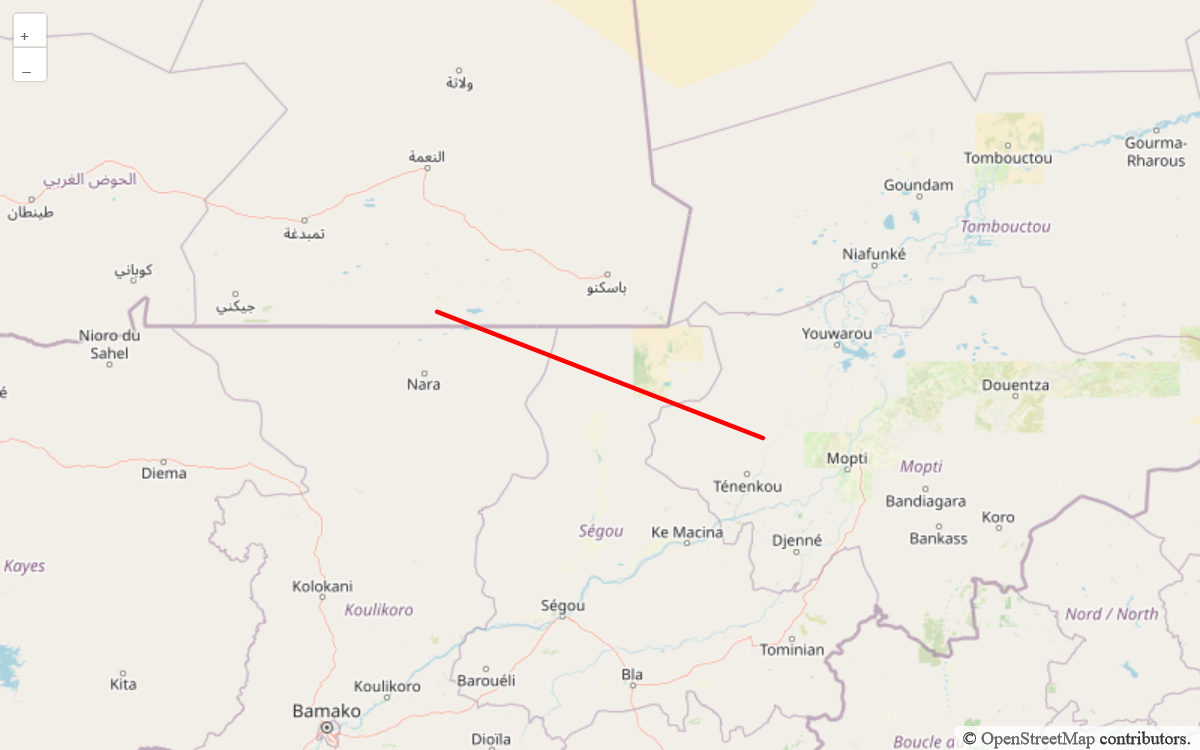 +
–
ولاتة
النعمة
Gourma-
Rharous
Tombouctou
الحوض الغربي
Goundam
طينطان
تمبدغة
Tombouctou
Niafunké
كوباني
باسكنو
جيكني
Nioro du
Sahel
Youwarou
Nara
Douentza
é
Diema
Mopti
Mopti
Ténenkou
Bandiagara
Koro
Ségou
Ke Macina
Djenné
Bankass
Kayes
Kolokani
Koulikoro
Ségou
Nord / North
Tominian
Kita
Koulikoro
Barouéli
Bla
Bamako
Dioïla
Boucle d
© OpenStreetMap contributors.